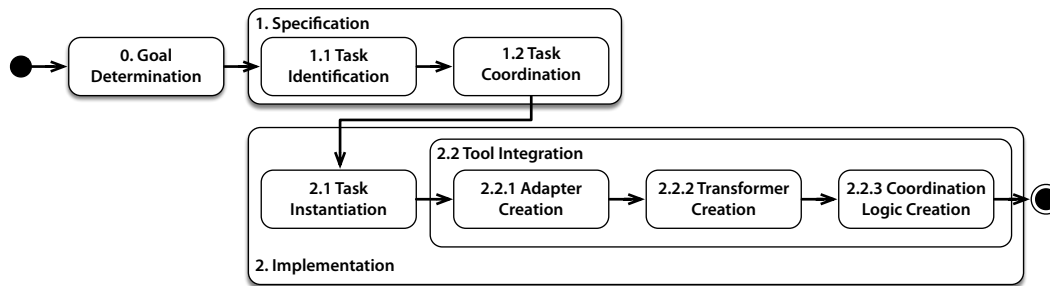 1. Specification
0. Goal
Determination
1.1 Task
Identification
1.2 Task
Coordination
2.2 Tool Integration
2.1 Task
Instantiation
2.2.1 Adapter
Creation
2.2.2 Transformer
Creation
2.2.3 Coordination
Logic Creation
2. Implementation